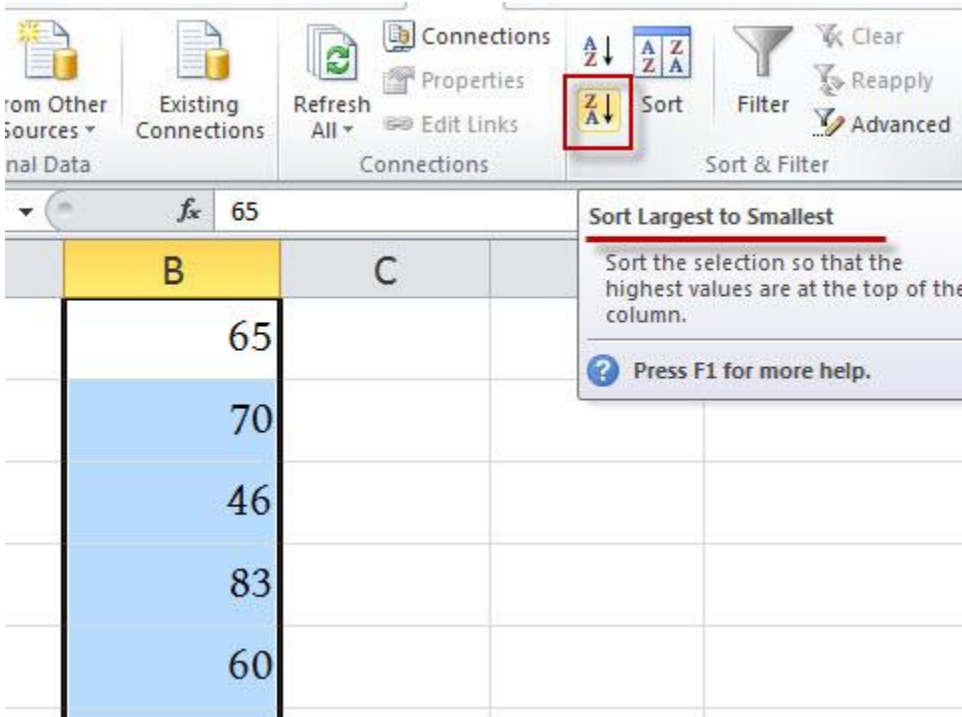 rom Other
Sources
Existing
Connections
Refresh
All
Connections
Properties
Edit Links
A
Z
Z
A
A Z
Z A
Sort
Filter
Clear
Reapply
Advanced
nal Data
Connections
Sort & Filter
fx 65
Sort Largest to Smallest
Sort the selection so that the
highest values are at the top of the
column.
? Press F1 for more help.
B C
65
70
46
83
60